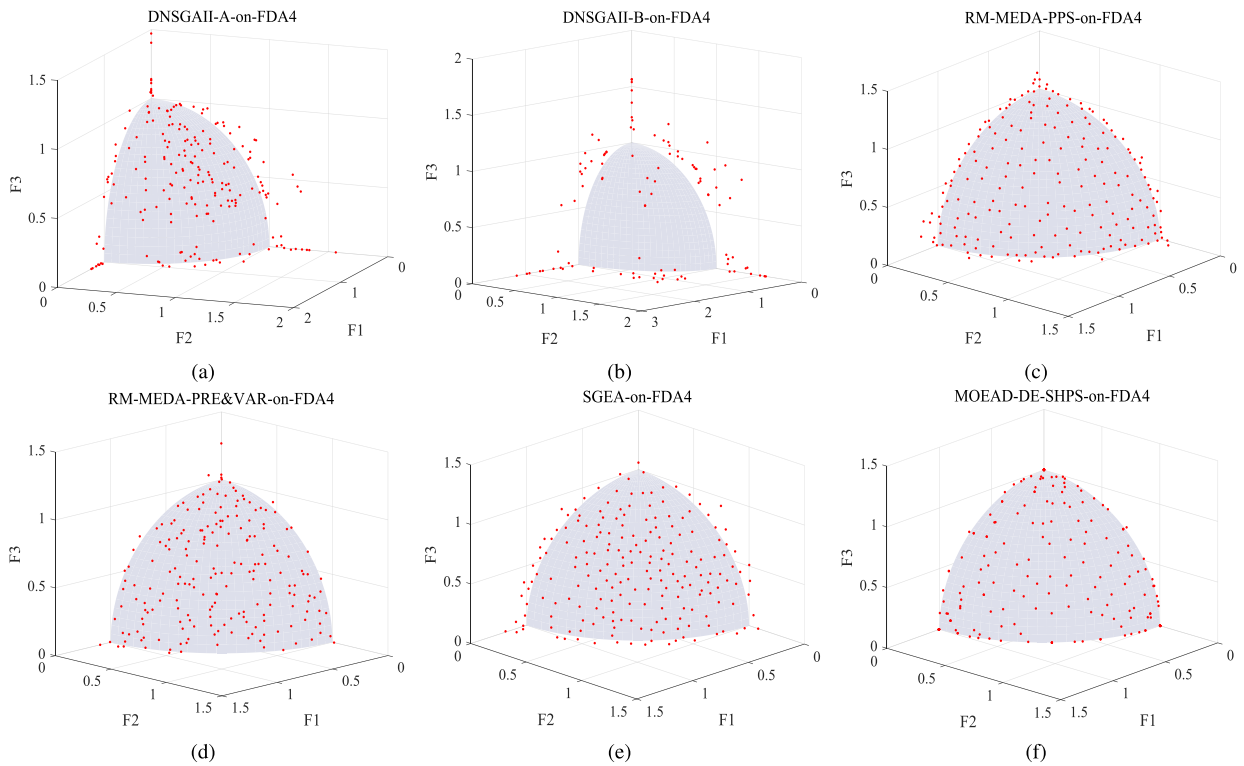 DNSGAII-A-on-FDA4
1.5
1
0.5
0
F3
0
0.5
1
1.5
2
F2
2
1
0
F1
(a)
DNSGAII-B-on-FDA4
2
1.5
1
0.5
0
F3
0
0.5
1
1.5
2
F2
3
2
1
0
F1
(b)
RM-MEDA-PPS-on-FDA4
1.5
1
0.5
0
F3
0
0.5
1
1.5
F2
1.5
1
0.5
0
F1
(c)
RM-MEDA-PRE&VAR-on-FDA4
1.5
1
0.5
0
F3
0
0.5
1
1.5
F2
1.5
1
0.5
0
F1
(d)
SGEA-on-FDA4
1.5
1
0.5
0
F3
0
0.5
1
1.5
F2
1.5
1
0.5
0
F1
(e)
MOEAD-DE-SHPS-on-FDA4
1.5
1
0.5
0
F3
0
0.5
1
1.5
F2
1.5
1
0.5
0
F1
(f)